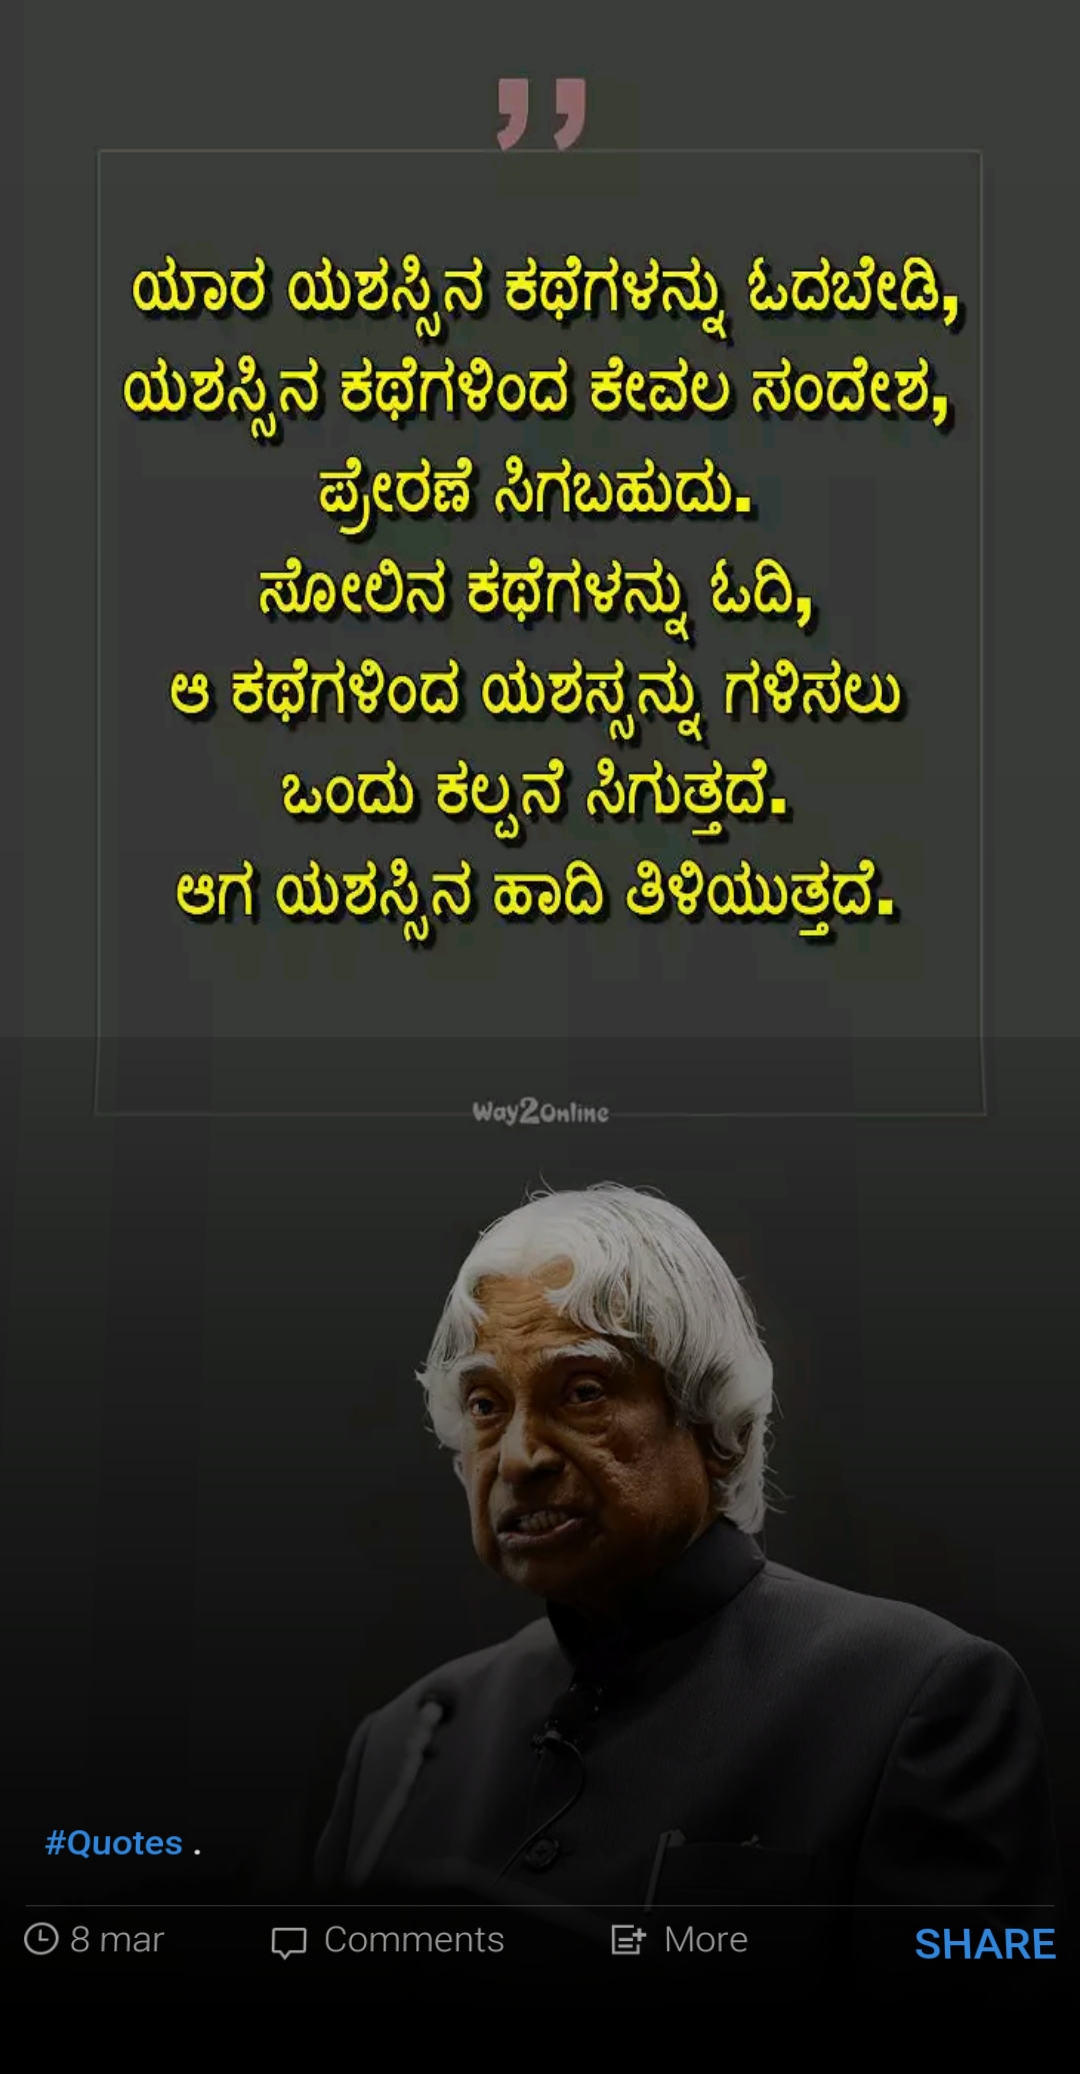 ”
ಯಾರ ಯಶಸ್ಸಿನ ಕಥೆಗಳನ್ನು ಓದಬೇಡಿ,
ಯಶಸ್ಸಿನ ಕಥೆಗಳಿಂದ ಕೇವಲ ಸಂದೇಶ,
ಪ್ರೇರಣೆ ಸಿಗಬಹುದು.
ಸೋಲಿನ ಕಥೆಗಳನ್ನು ಓದಿ,
ಆ ಕಥೆಗಳಿಂದ ಯಶಸ್ಸನ್ನು ಗಳಿಸಲು
ಒಂದು ಕಲ್ಪನೆ ಸಿಗುತ್ತದೆ.
ಆಗ ಯಶಸ್ಸಿನ ಹಾದಿ ತಿಳಿಯುತ್ತದೆ.
Way2Online
#Quotes .
8 mar Comments More SHARE